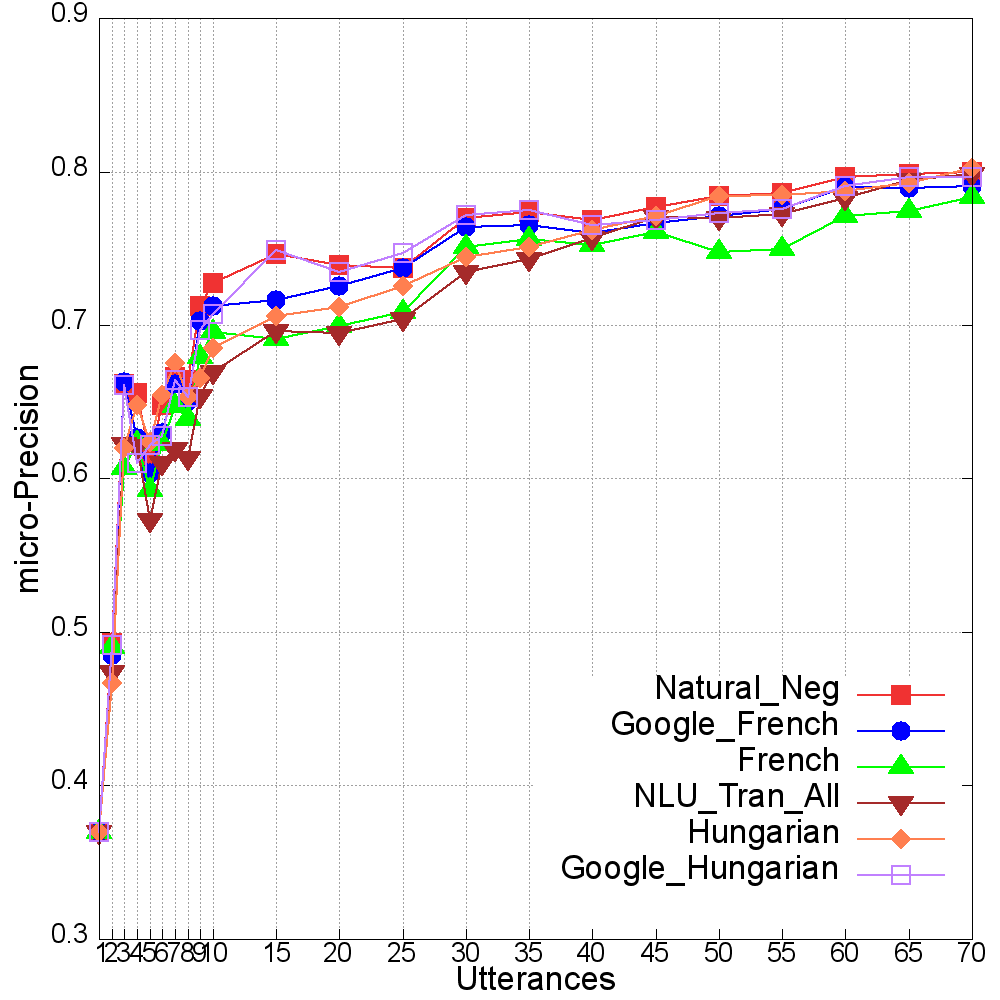 0.9
0.8
0.7
0.6
0.5
0.4
0.3
micro-Precision
Natural_Neg
Google_French
French
NLU_Tran_All
Hungarian
Google_Hungarian
1 2 3 4 5 6 7 8 9 10 15 20 25 30 35 40 45 50 55 60 65 70
Utterances